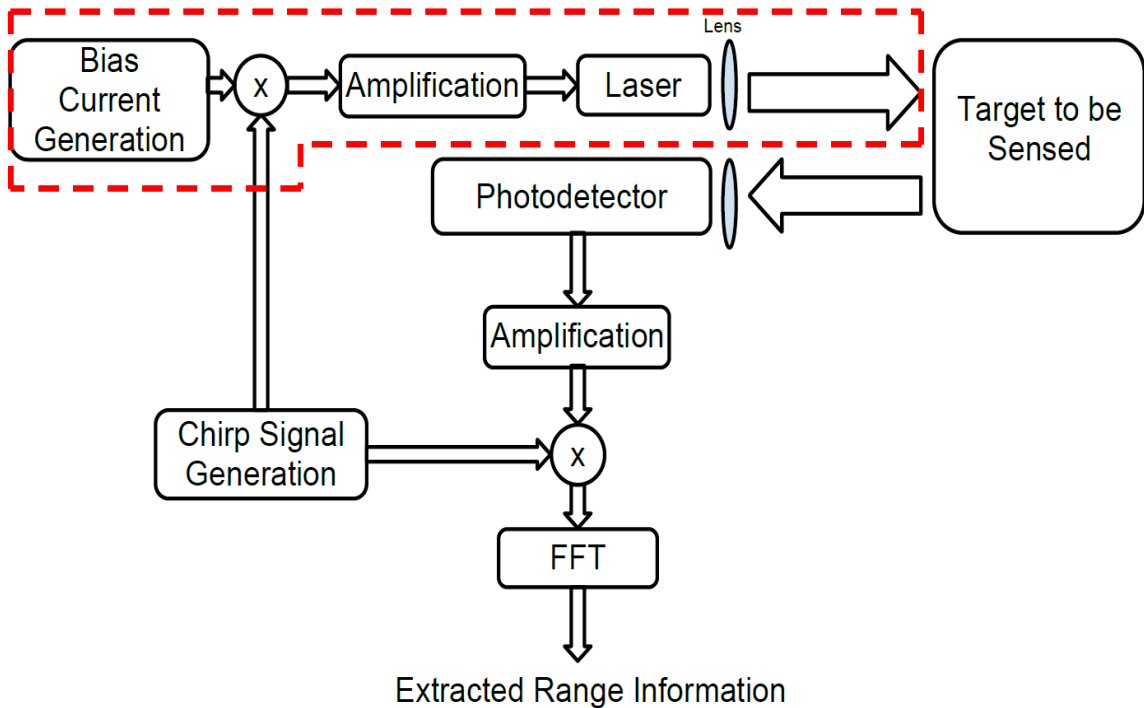 Bias
Current
Generation
x
Amplification
Laser
Lens
Target to be
Sensed
Photodetector
Amplification
Chirp Signal
Generation
x
FFT
Extracted Range Information